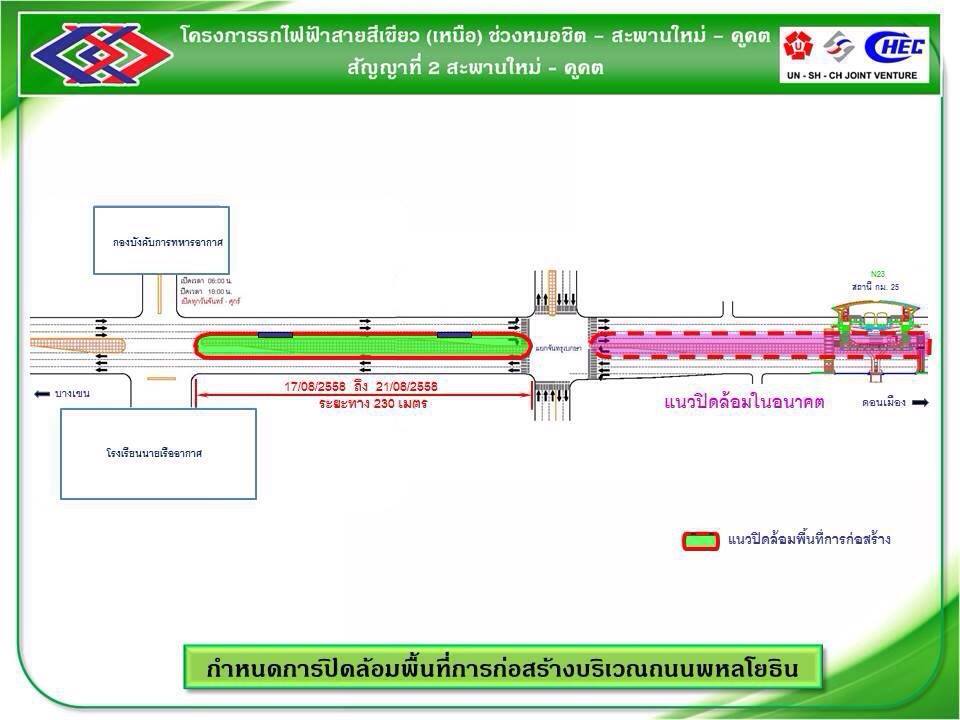 โครงการรถไฟฟ้าสายสีเขียว (เหนือ) ช่วงหมอชิต – สะพานใหม่ – คูคต
สัญญาที่ 2 สะพานใหม่ - คูคต
CHEC
UN - SH - CH JOINT VENTURE
กองบังคับการทหารอากาศ
เปิดเวลา 06:00 น.
ปิดเวลา 18:00 น.
เปิดทุกวันจันทร์ - ศุกร์
N23
สถานี กม. 25
แยกจันทรุเบกษา
บางเขน
17/08/2558 ถึง 21/08/2558
ระยะทาง 230 เมตร
แนวปิดล้อมในอนาคต
ดอนเมือง
โรงเรียนนายเรืออากาศ
แนวปิดล้อมพื้นที่การก่อสร้าง
กำหนดการปิดล้อมพื้นที่การก่อสร้างบริเวณถนนพหลโยธิน